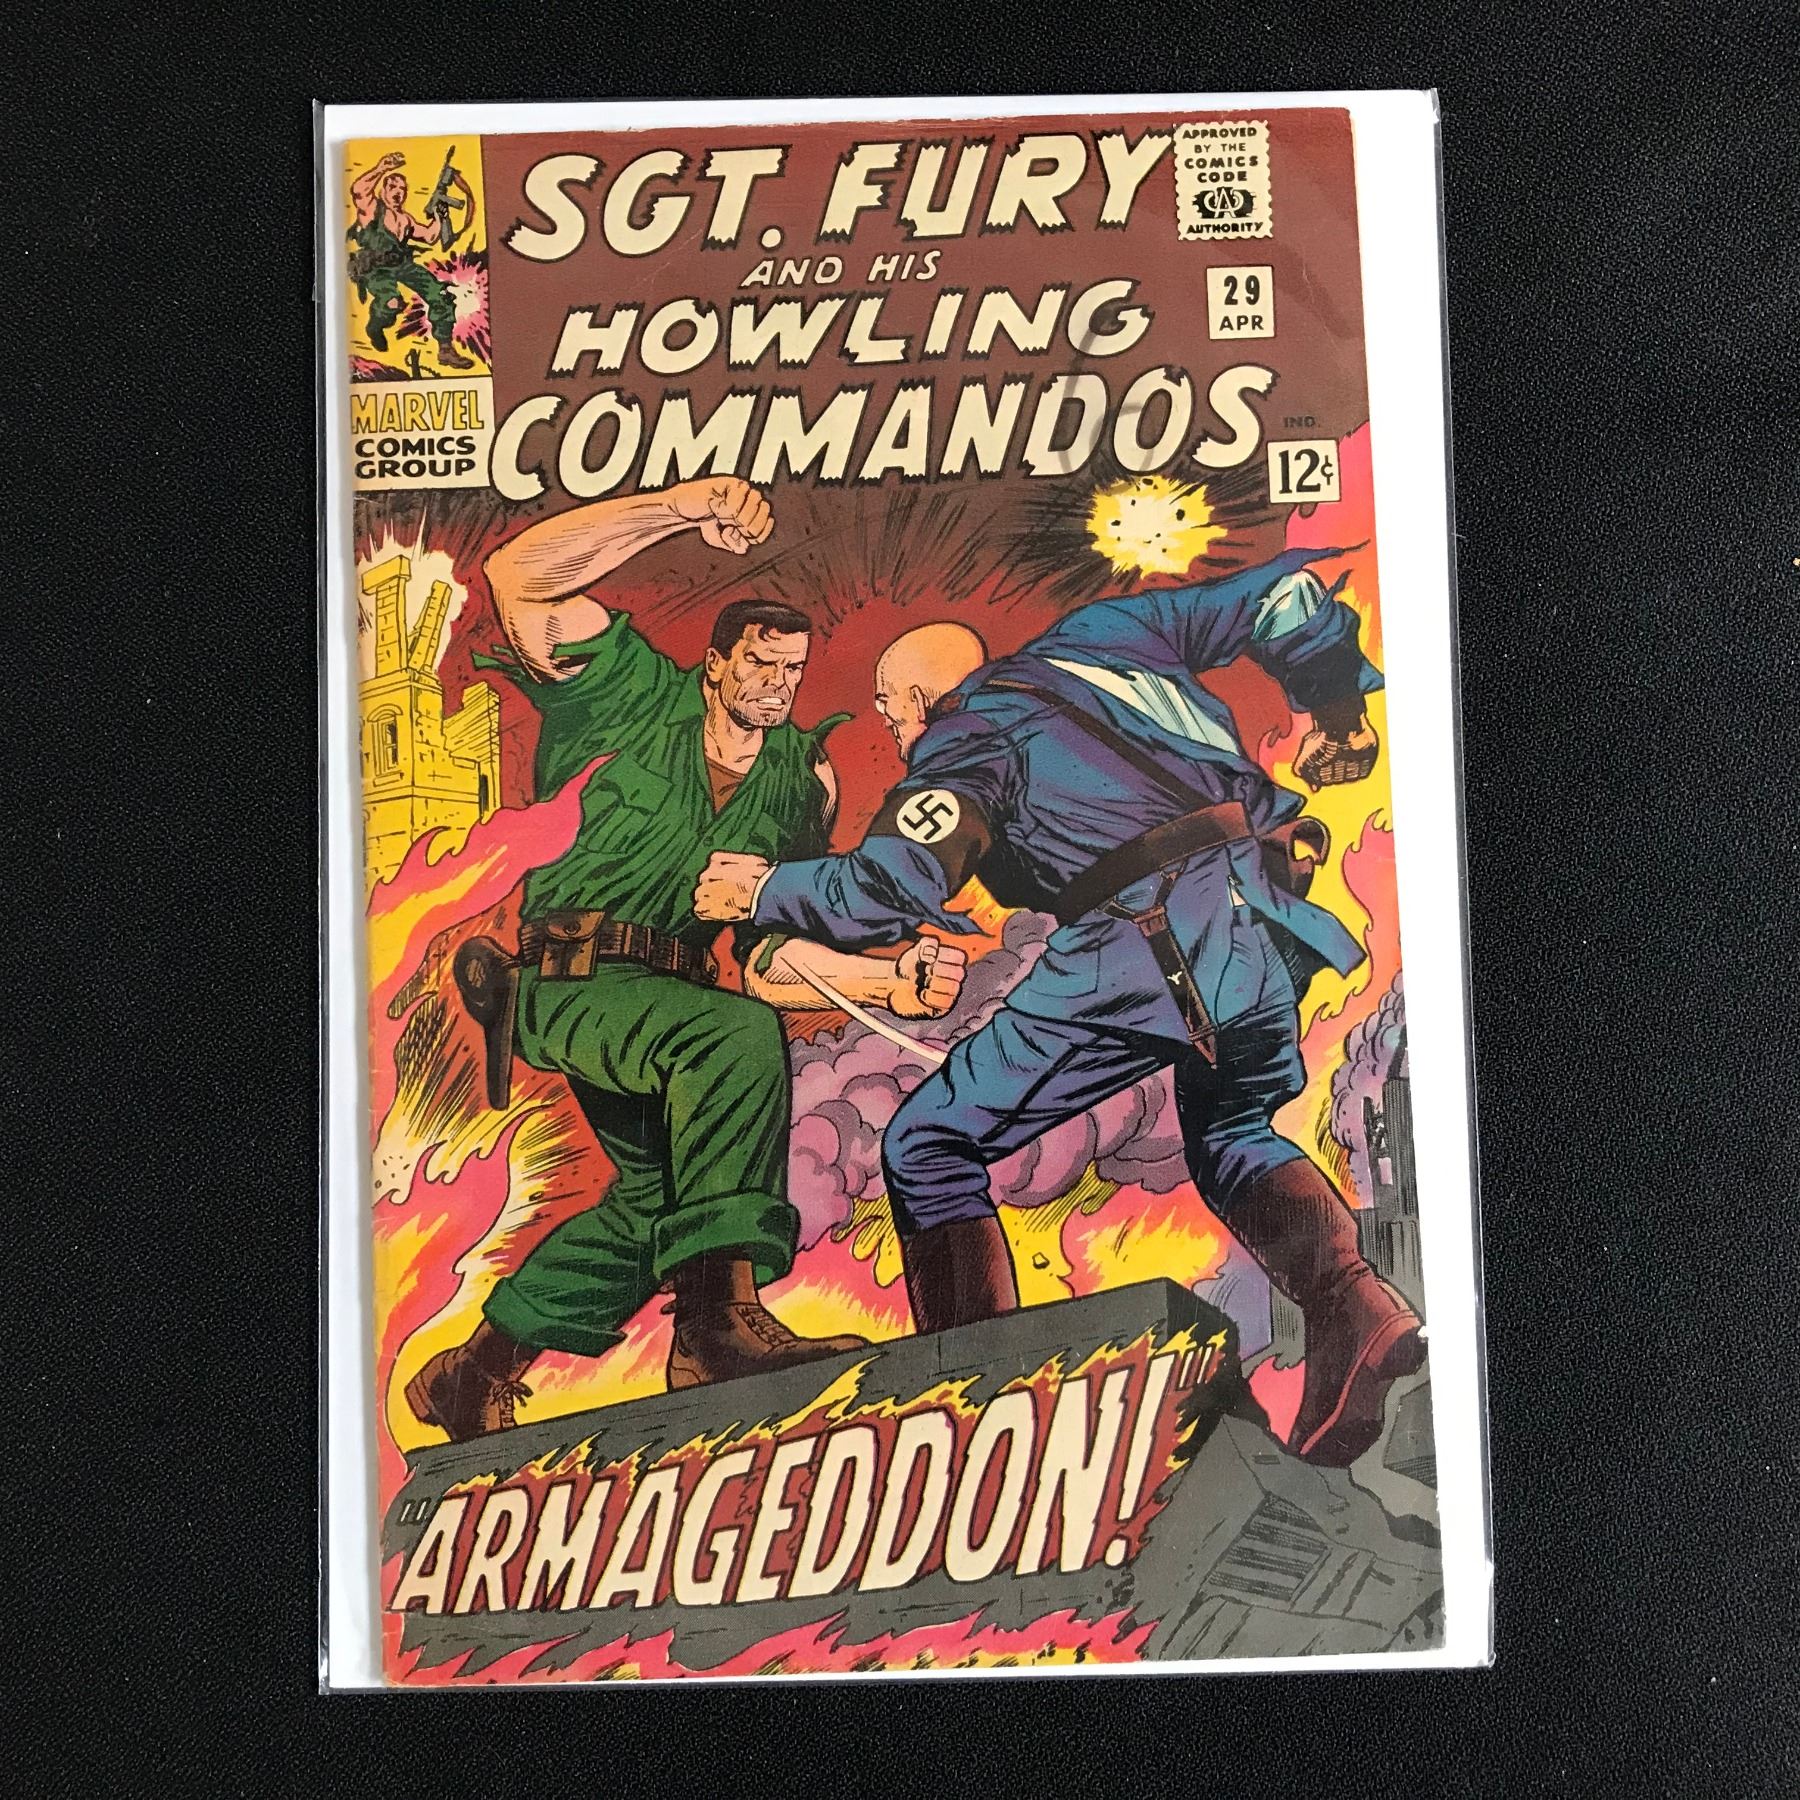 SGT. FURY
AND HIS
HOWLING
COMMANDOS
APPROVED
BY THE
COMICS
CODE
CA
AUTHORITY
29
APR
MARVEL
COMICS
GROUP
IND.
12¢
"ARMAGEDDON!"